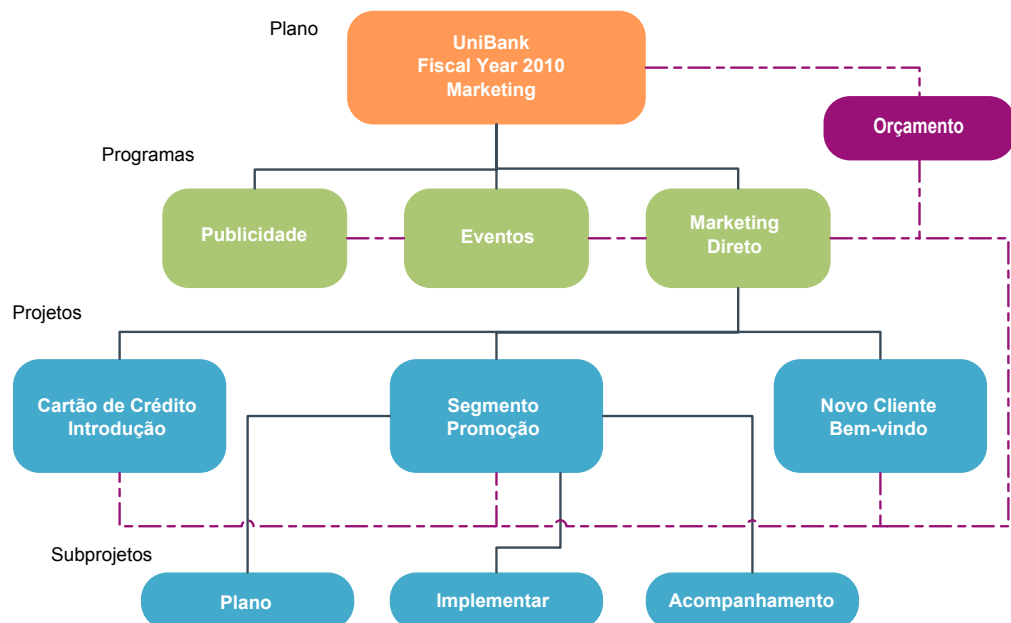 Plano
UniBank
Fiscal Year 2010
Marketing
Orçamento
Programas
Publicidade
Eventos
Marketing
Direto
Projetos
Cartão de Crédito
Introdução
Segmento
Promoção
Novo Cliente
Bem-vindo
Subprojetos
Plano
Implementar
Acompanhamento